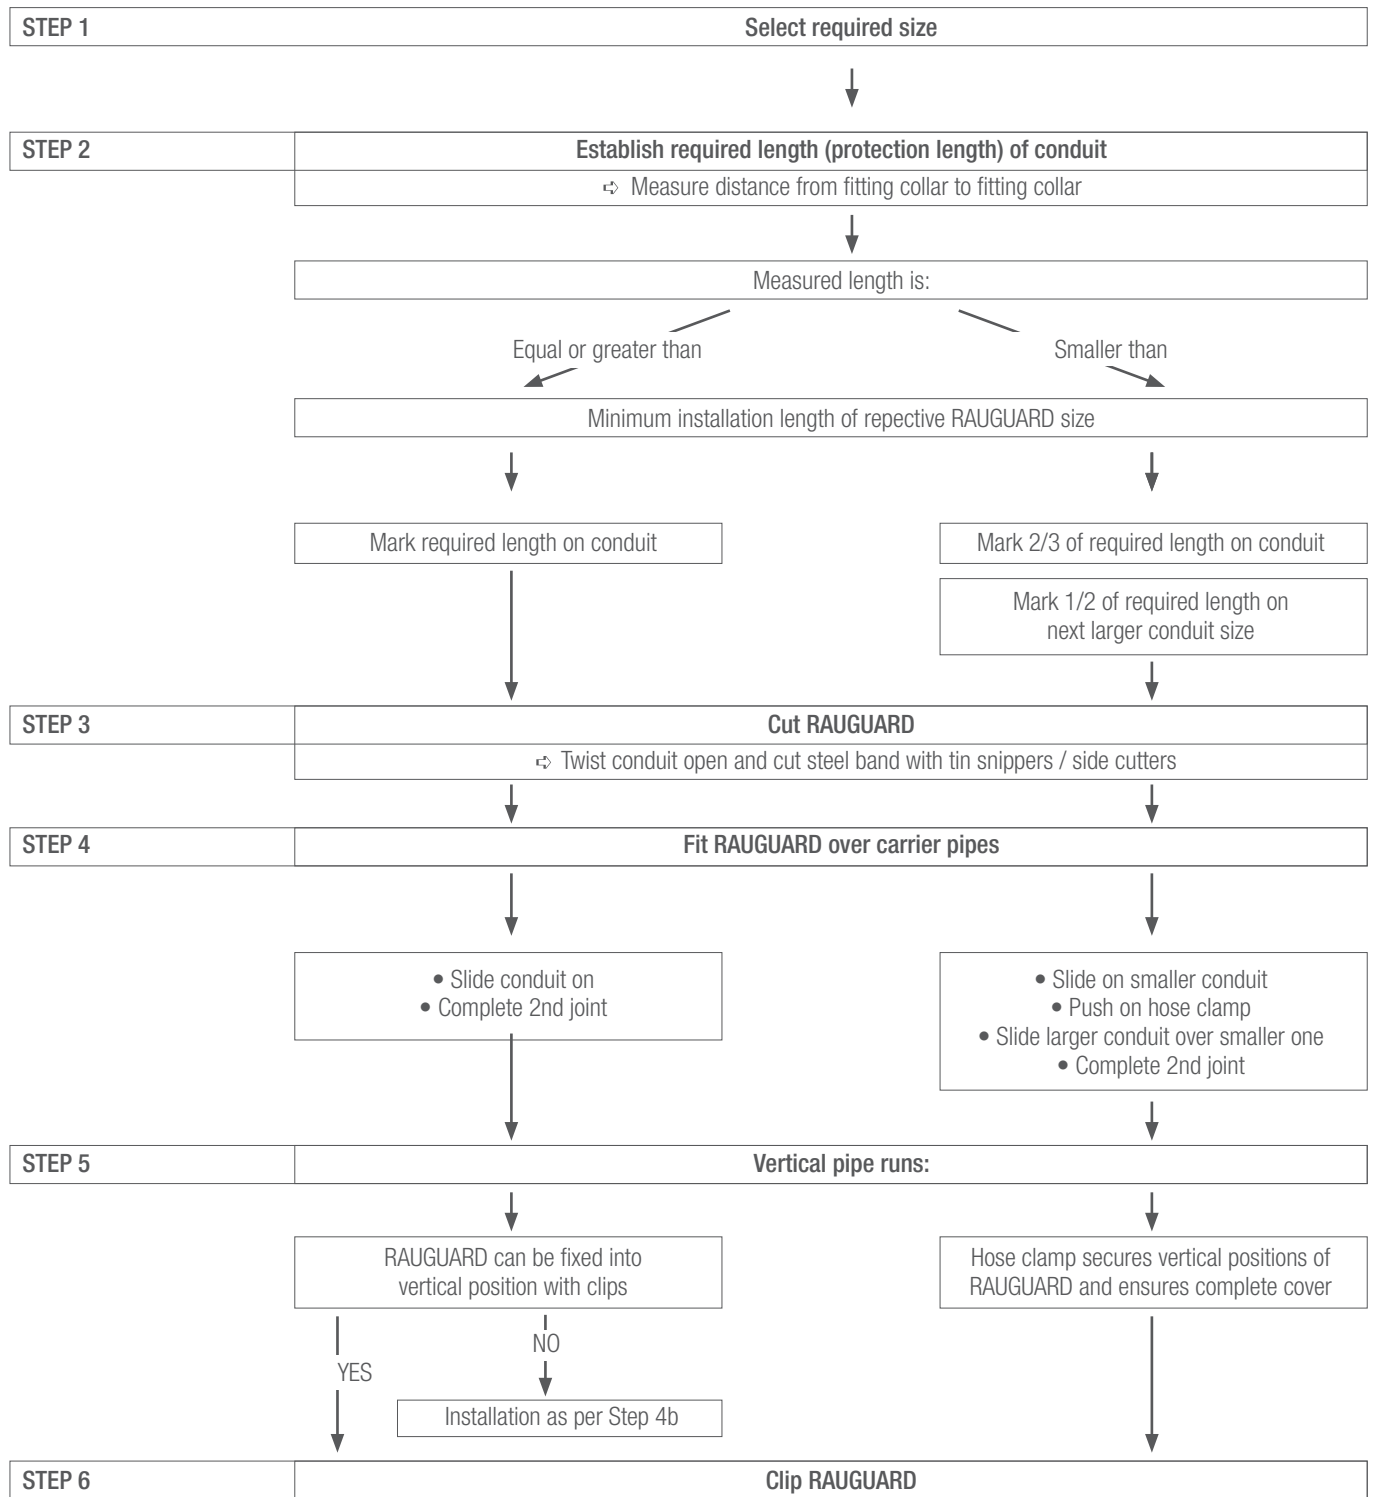 STEP 1
Select required size
STEP 2
Establish required length (protection length) of conduit
➪ Measure distance from fitting collar to fitting collar
Measured length is:
Equal or greater than
Smaller than
Minimum installation length of repective RAUGUARD size
Mark required length on conduit
Mark 2/3 of required length on conduit
Mark 1/2 of required length on
next larger conduit size
STEP 3
Cut RAUGUARD
➪ Twist conduit open and cut steel band with tin snippers / side cutters
STEP 4
Fit RAUGUARD over carrier pipes
• Slide conduit on
• Complete 2nd joint
• Slide on smaller conduit
• Push on hose clamp
• Slide larger conduit over smaller one
• Complete 2nd joint
STEP 5
Vertical pipe runs:
RAUGUARD can be fixed into
vertical position with clips
Hose clamp secures vertical positions of
RAUGUARD and ensures complete cover
NO
YES
Installation as per Step 4b
STEP 6
Clip RAUGUARD